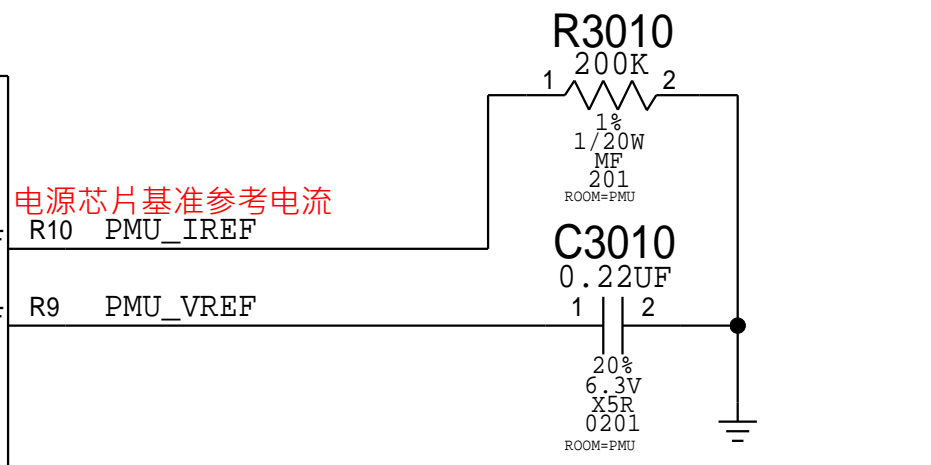 R3010
200K
1 2
1%
1/20W
MF
201
ROOM=PMU
电源芯片基准参考电流
R10 PMU_IREF
C3010
0.22UF
R9 PMU_VREF
1 2
20%
6.3V
X5R
0201
ROOM=PMU